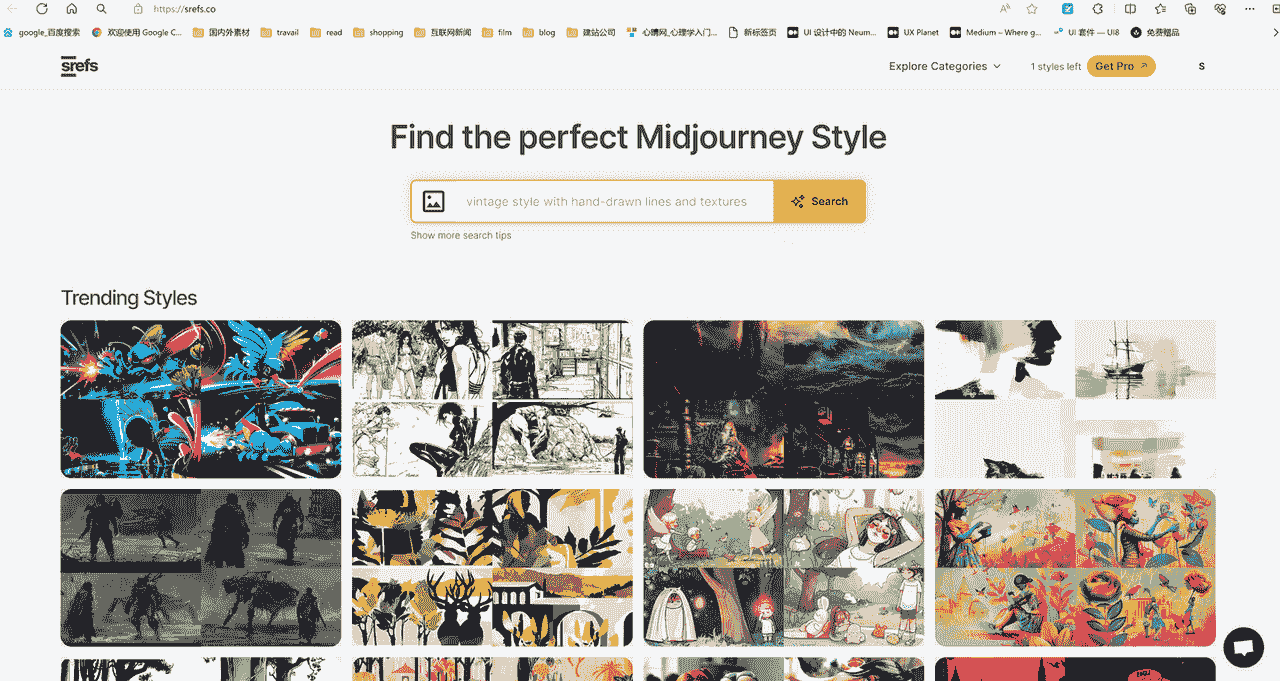 https://srefs.co
google_百度搜索 欢迎使用 Google C... 国内外素材 travail read shopping 互联网新闻 film blog 建站公司 心晴网_心理学入门... 新标签页 UI 设计中的 Neum... UX Planet Medium – Where g... UI 套件 — UI8 免费赠品
srefs Explore Categories 1 styles left Get Pro S
Find the perfect Midjourney Style
vintage style with hand-drawn lines and textures Search
Show more search tips
Trending Styles